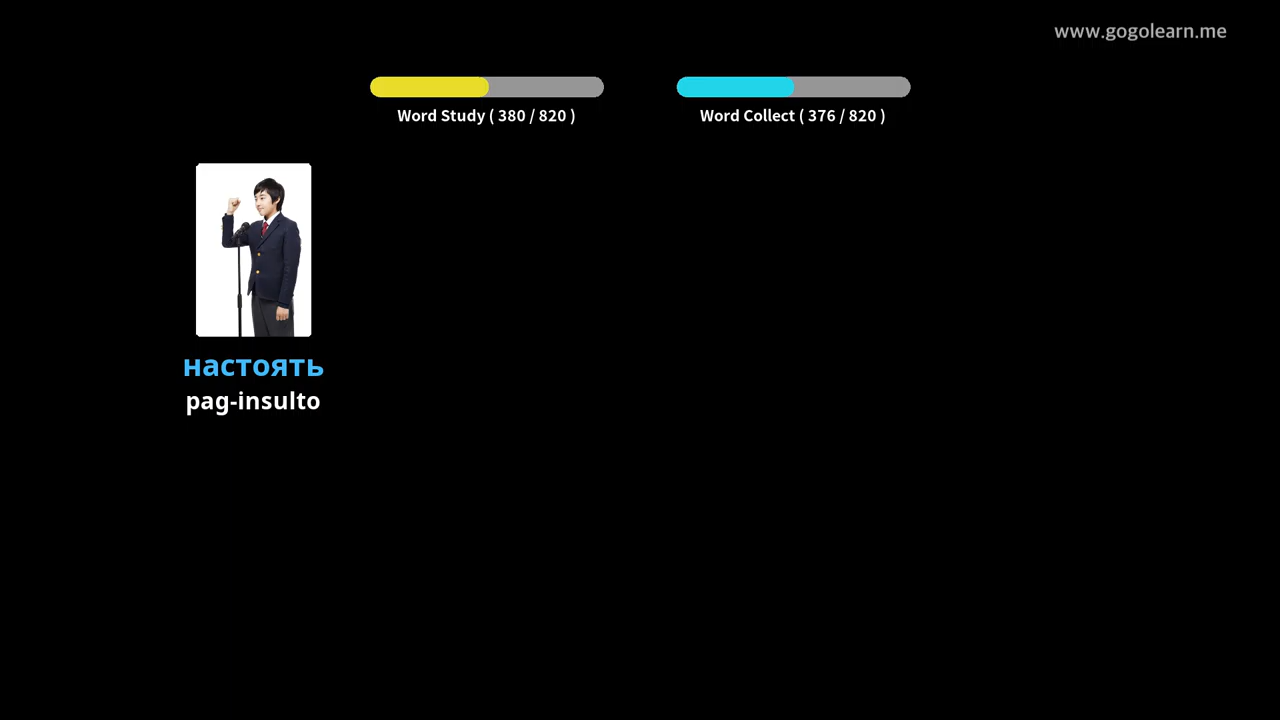 www.gogolearn.me
Word Study ( 380 / 820 )
Word Collect ( 376 / 820 )
настоять
pag-insulto